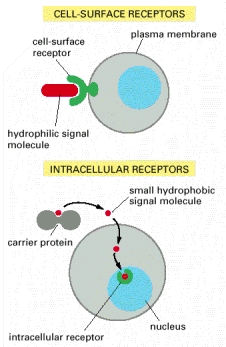 CELL-SURFACE RECEPTORS
plasma membrane
cell-surface
receptor
hydrophilic signal
molecule
INTRACELLULAR RECEPTORS
small hydrophobic
signal molecule
carrier protein
nucleus
intracellular receptor